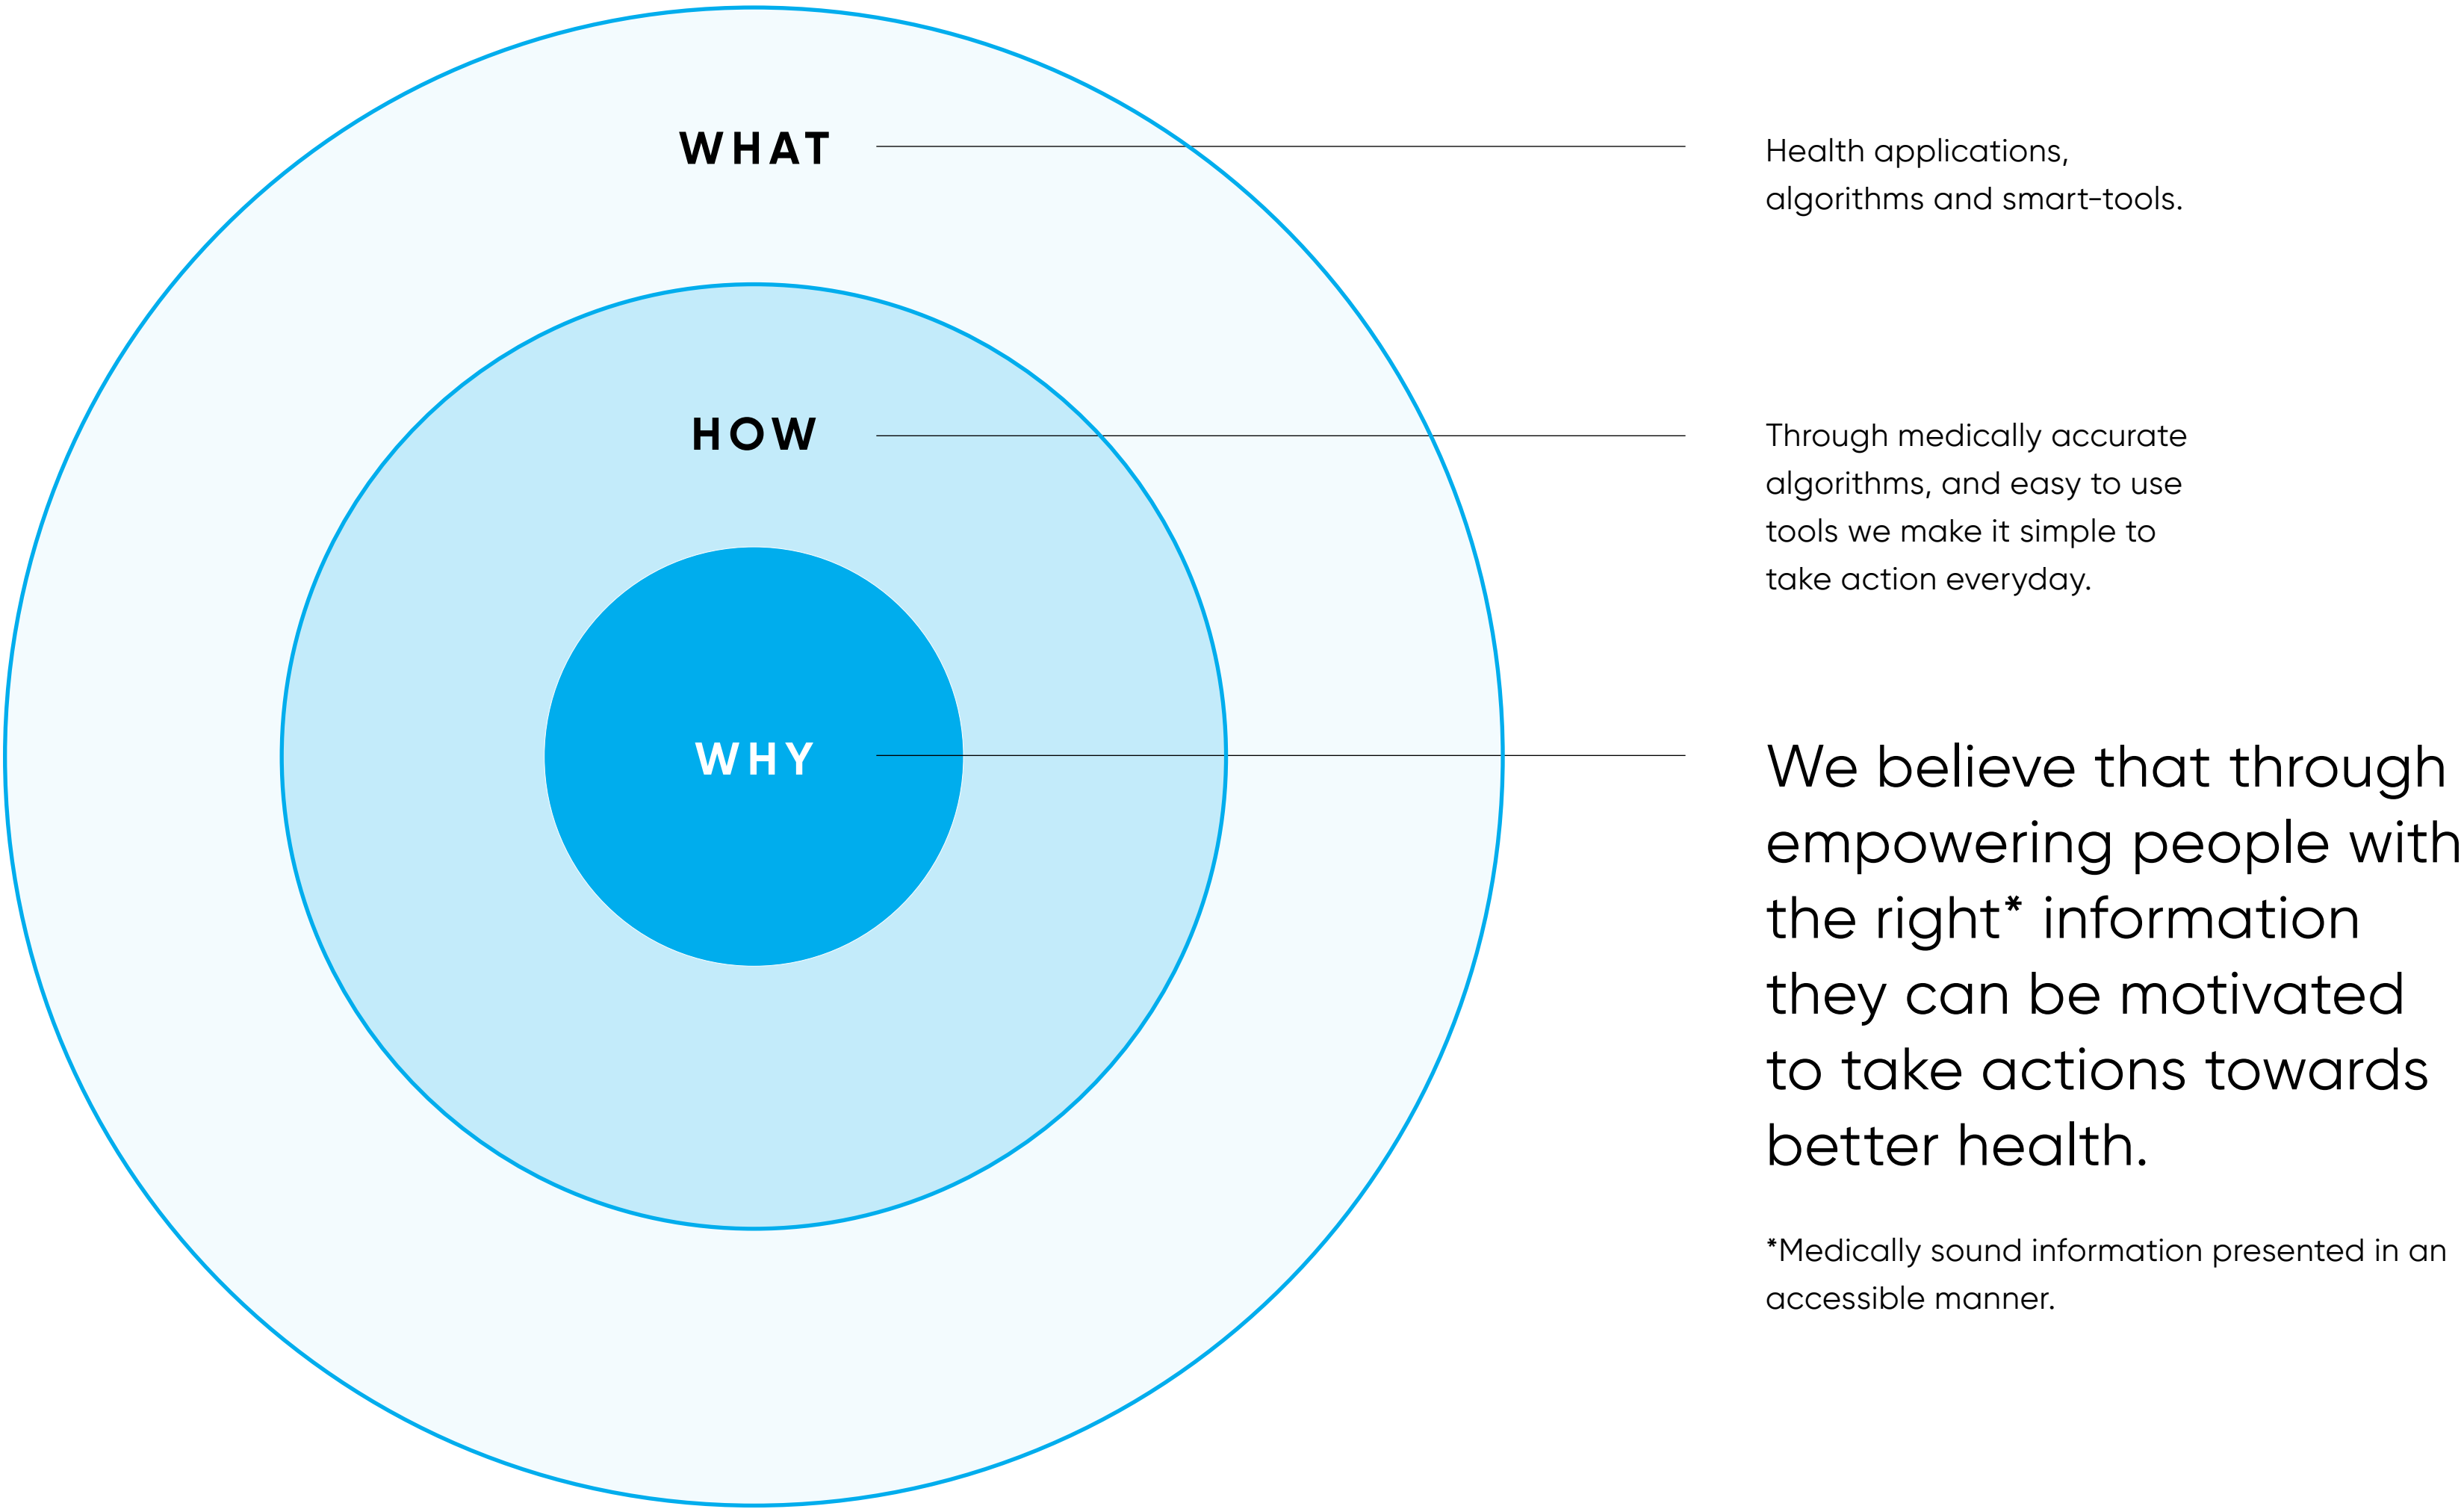 WHAT
Health applications,
algorithms and smart-tools.
HOW
Through medically accurate
algorithms, and easy to use
tools we make it simple to
take action everyday.
WHY
We believe that through
empowering people with
the right* information
they can be motivated
to take actions towards
better health.
*Medically sound information presented in an
accessible manner.